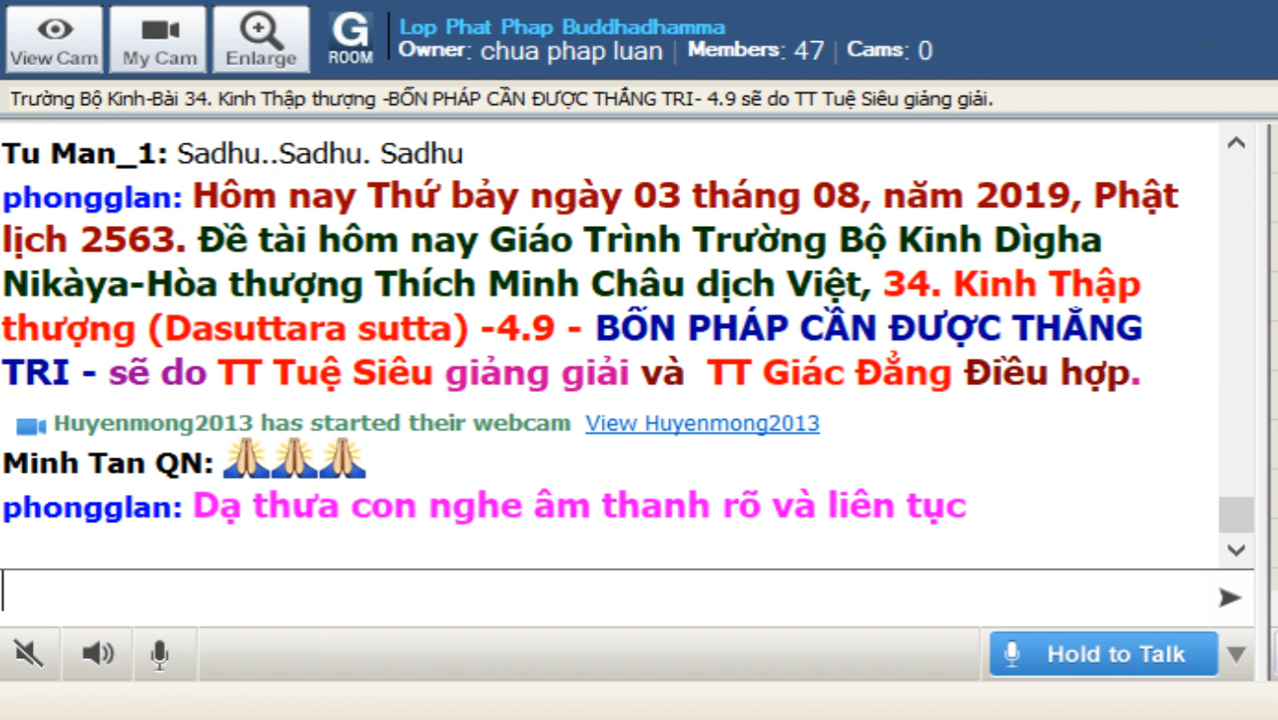 View Cam
My Cam
Enlarge
G
ROOM
Lop Phat Phap Buddhadhamma
Owner: chua phap luan | Members: 47 | Cams: 0
Trường Bộ Kinh-Bài 34. Kinh Thập thượng -BỐN PHÁP CẦN ĐƯỢC THẮNG TRI- 4.9 sẽ do TT Tuệ Siêu giảng giải.
Tu Man_1: Sadhu..Sadhu. Sadhu
phongglan: Hôm nay Thứ bảy ngày 03 tháng 08, năm 2019, Phật
lịch 2563. Đề tài hôm nay Giáo Trình Trường Bộ Kinh Dìgha
Nikàya-Hòa thượng Thích Minh Châu dịch Việt, 34. Kinh Thập
thượng (Dasuttara sutta) -4.9 - BỐN PHÁP CẦN ĐƯỢC THẮNG
TRI - sẽ do TT Tuệ Siêu giảng giải và TT Giác Đẳng Điều hợp.
Huyenmong2013 has started their webcam View Huyenmong2013
Minh Tan QN: 🙏🙏🙏
phongglan: Dạ thưa con nghe âm thanh rõ và liên tục
Hold to Talk